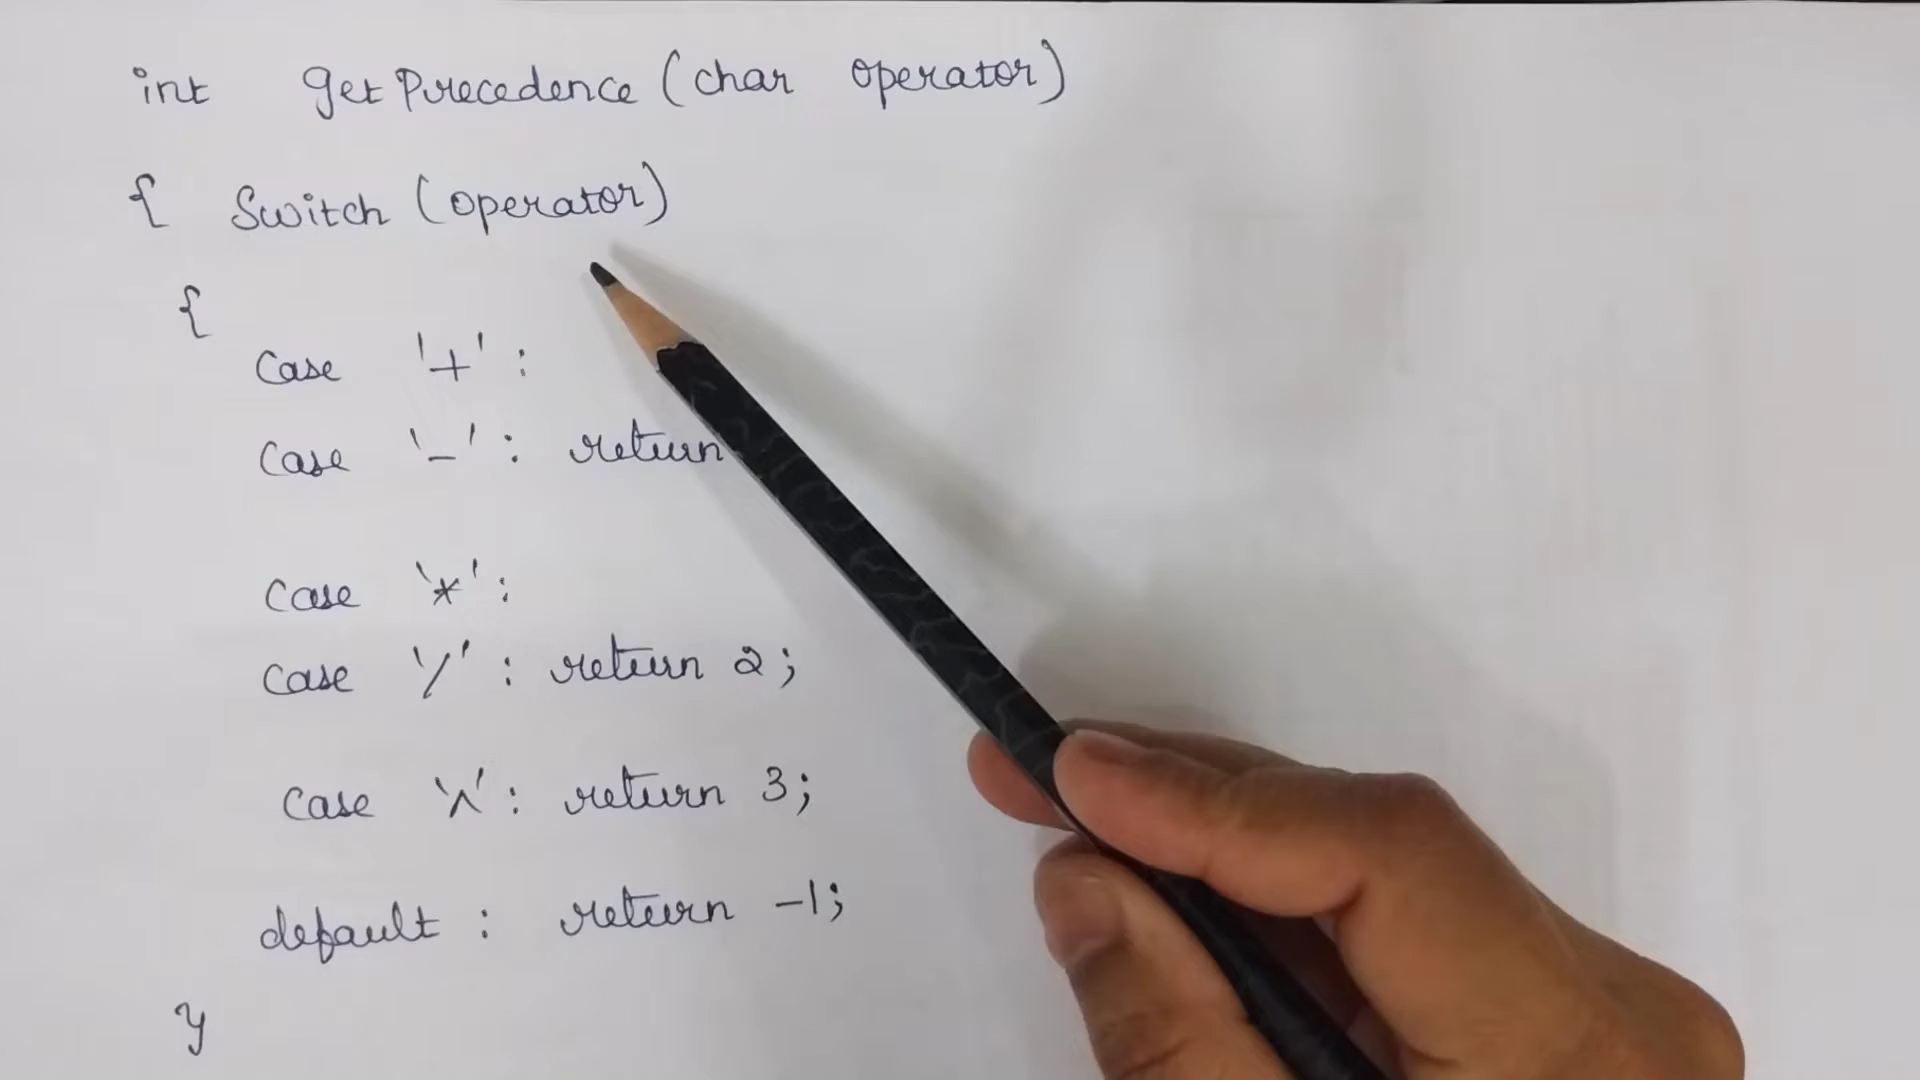 int getPrecedence (char operator)
{ Switch (operator)
{
Case '+' :
Case '-' : return
Case '*' :
Case '/' : return 2;
Case '^' : return 3;
default : return -1;
}